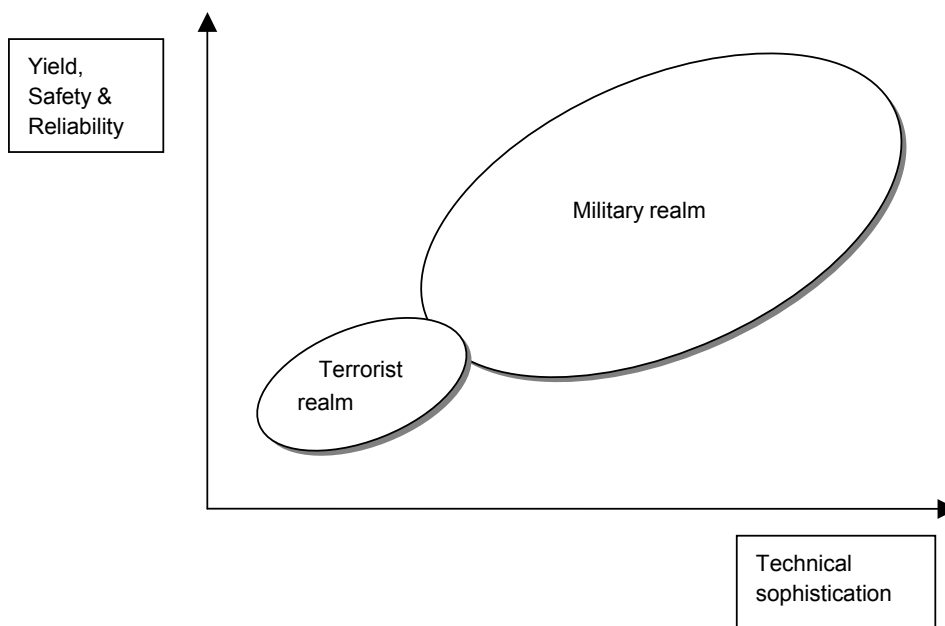 Yield,
Safety &
Reliability
Military realm
Terrorist
realm
Technical
sophistication